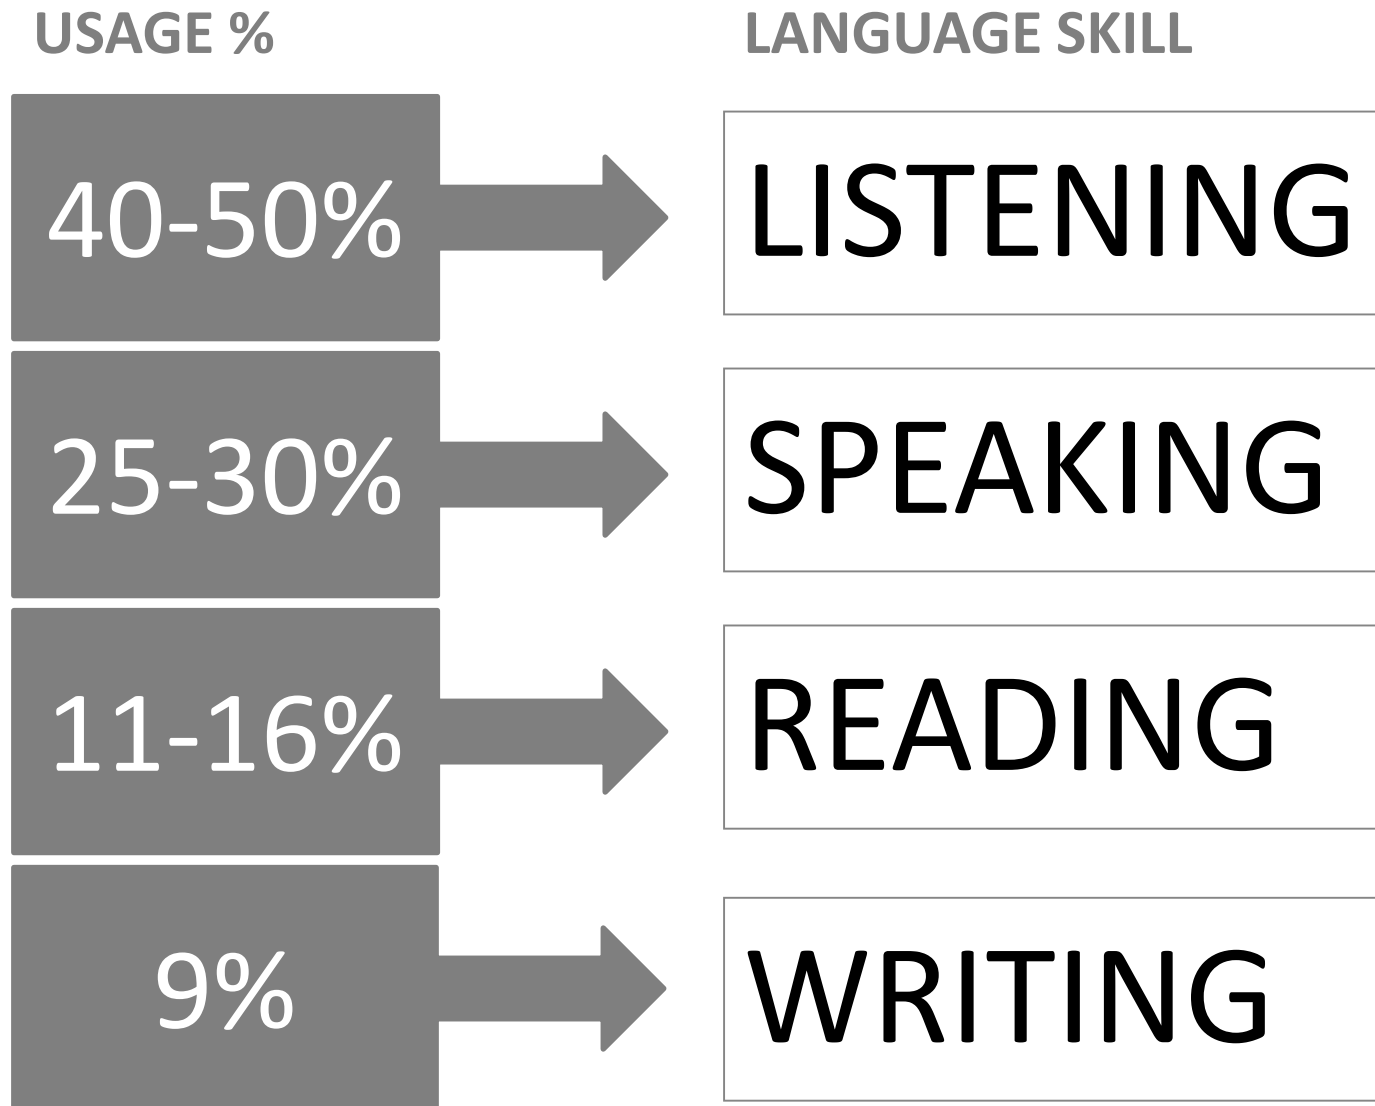 USAGE % LANGUAGE SKILL
40-50% LISTENING
25-30% SPEAKING
11-16% READING
9% WRITING